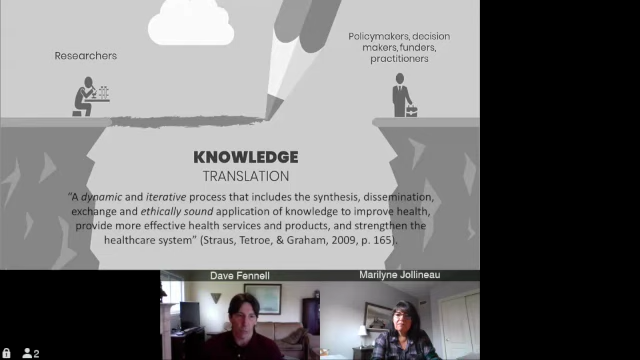 Researchers
Policymakers, decision
makers, funders,
practitioners
KNOWLEDGE
TRANSLATION
“A dynamic and iterative process that includes the synthesis, dissemination,
exchange and ethically sound application of knowledge to improve health,
provide more effective health services and products, and strengthen the
healthcare system” (Straus, Tetroe, & Graham, 2009, p. 165).
Dave Fennell
Marilyne Jollineau
2